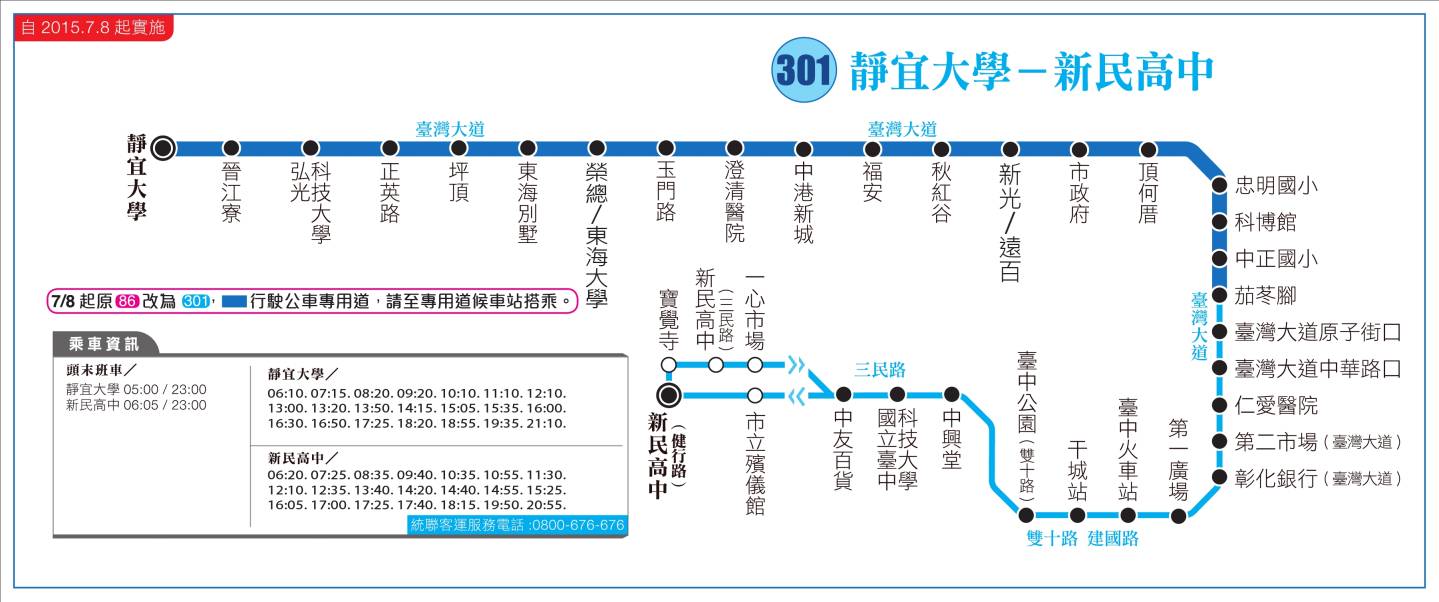 自 2015.7.8 起實施
301 靜宜大學－新民高中
臺灣大道
臺灣大道
靜宜大學
晉江寮
弘光科技大學
正英路
坪頂
東海別墅
榮總/東海大學
玉門路
澄清醫院
中港新城
福安
秋紅谷
新光/遠百
市政府
頂何厝
忠明國小
科博館
中正國小
茄苳腳
臺灣大道
臺灣大道原子街口
臺灣大道中華路口
仁愛醫院
第二市場(臺灣大道)
彰化銀行(臺灣大道)
第一廣場
臺中火車站
干城站
臺中公園(雙十路)
雙十路 建國路
中興堂
國立臺中科技大學
中友百貨
三民路
一心市場
新民高中(三民路)
寶覺寺
市立殯儀館
新民高中(健行路)
7/8 起原 86 改為 301, 行駛公車專用道，請至專用道候車站搭乘。
乘車資訊
頭末班車/
靜宜大學 05:00 / 23:00
新民高中 06:05 / 23:00
靜宜大學/
06:10. 07:15. 08:20. 09:20. 10:10. 11:10. 12:10.
13:00. 13:20. 13:50. 14:15. 15:05. 15:35. 16:00.
16:30. 16:50. 17:25. 18:20. 18:55. 19:35. 21:10.
新民高中/
06:20. 07:25. 08:35. 09:40. 10:35. 10:55. 11:30.
12:10. 12:35. 13:40. 14:20. 14:40. 14:55. 15:25.
16:05. 17:00. 17:25. 17:40. 18:15. 19:50. 20:55.
統聯客運服務電話 :0800-676-676